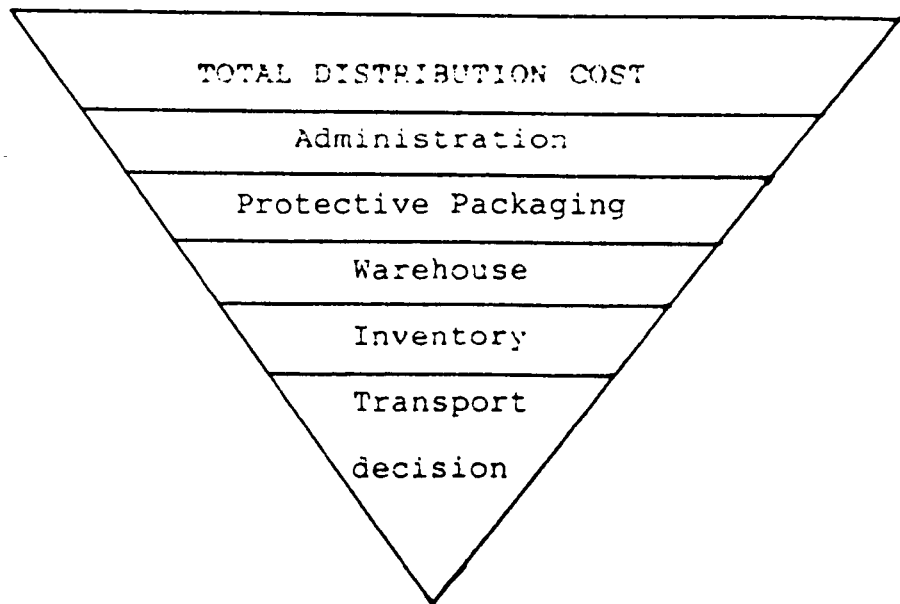 TOTAL DISTRIBUTION COST
Administration
Protective Packaging
Warehouse
Inventory
Transport
decision